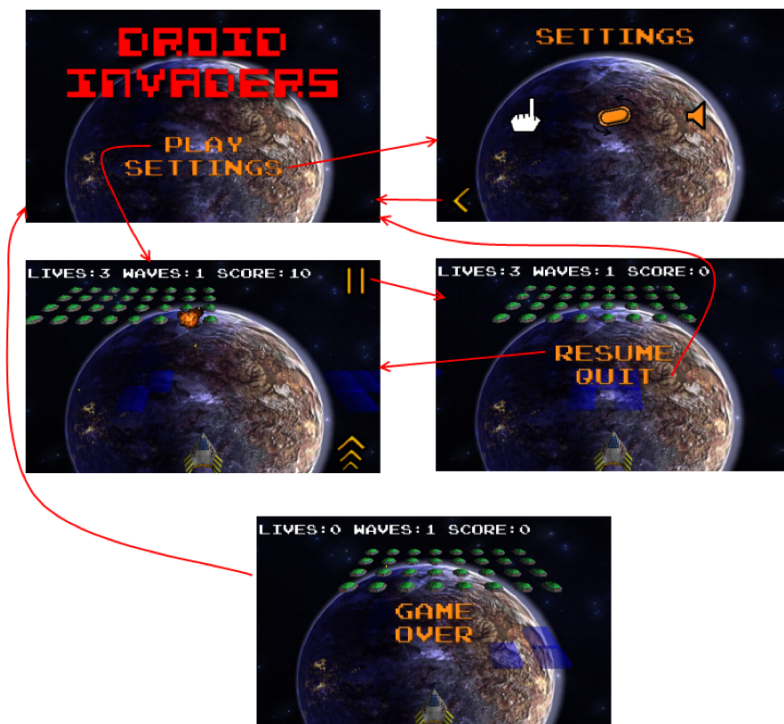 DROID
INVADERS
PLAY
SETTINGS
SETTINGS
LIVES:3 WAVES:1 SCORE:10
LIVES:3 WAVES:1 SCORE:0
RESUME
QUIT
LIVES:0 WAVES:1 SCORE:0
GAME
OVER